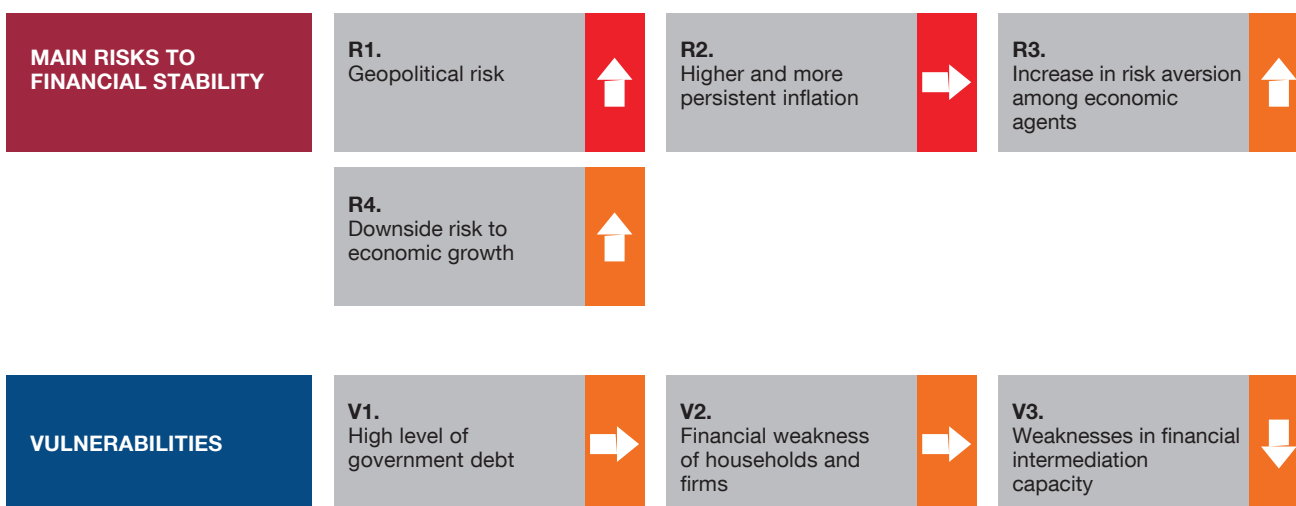 MAIN RISKS TO
FINANCIAL STABILITY
R1.
Geopolitical risk
R2.
Higher and more
persistent inflation
R3.
Increase in risk aversion
among economic
agents
R4.
Downside risk to
economic growth
VULNERABILITIES
V1.
High level of
government debt
V2.
Financial weakness
of households and
firms
V3.
Weaknesses in financial
intermediation
capacity